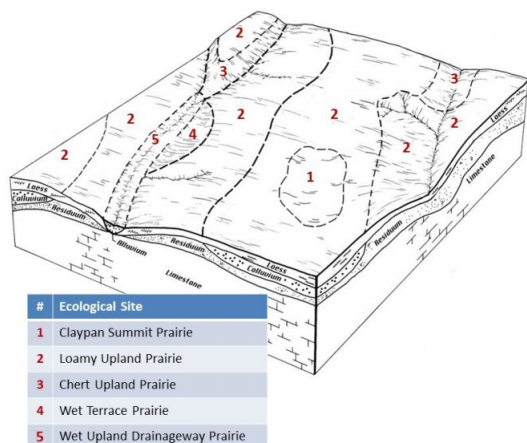 2
3
3
2
2
2
2
2
4
5
2
2
1
Loess
Colluvium
Residuum
Alluvium
Residuum
Colluvium
Loess
Limestone
Residuum
Limestone
# Ecological Site
1 Claypan Summit Prairie
2 Loamy Upland Prairie
3 Chert Upland Prairie
4 Wet Terrace Prairie
5 Wet Upland Drainageway Prairie